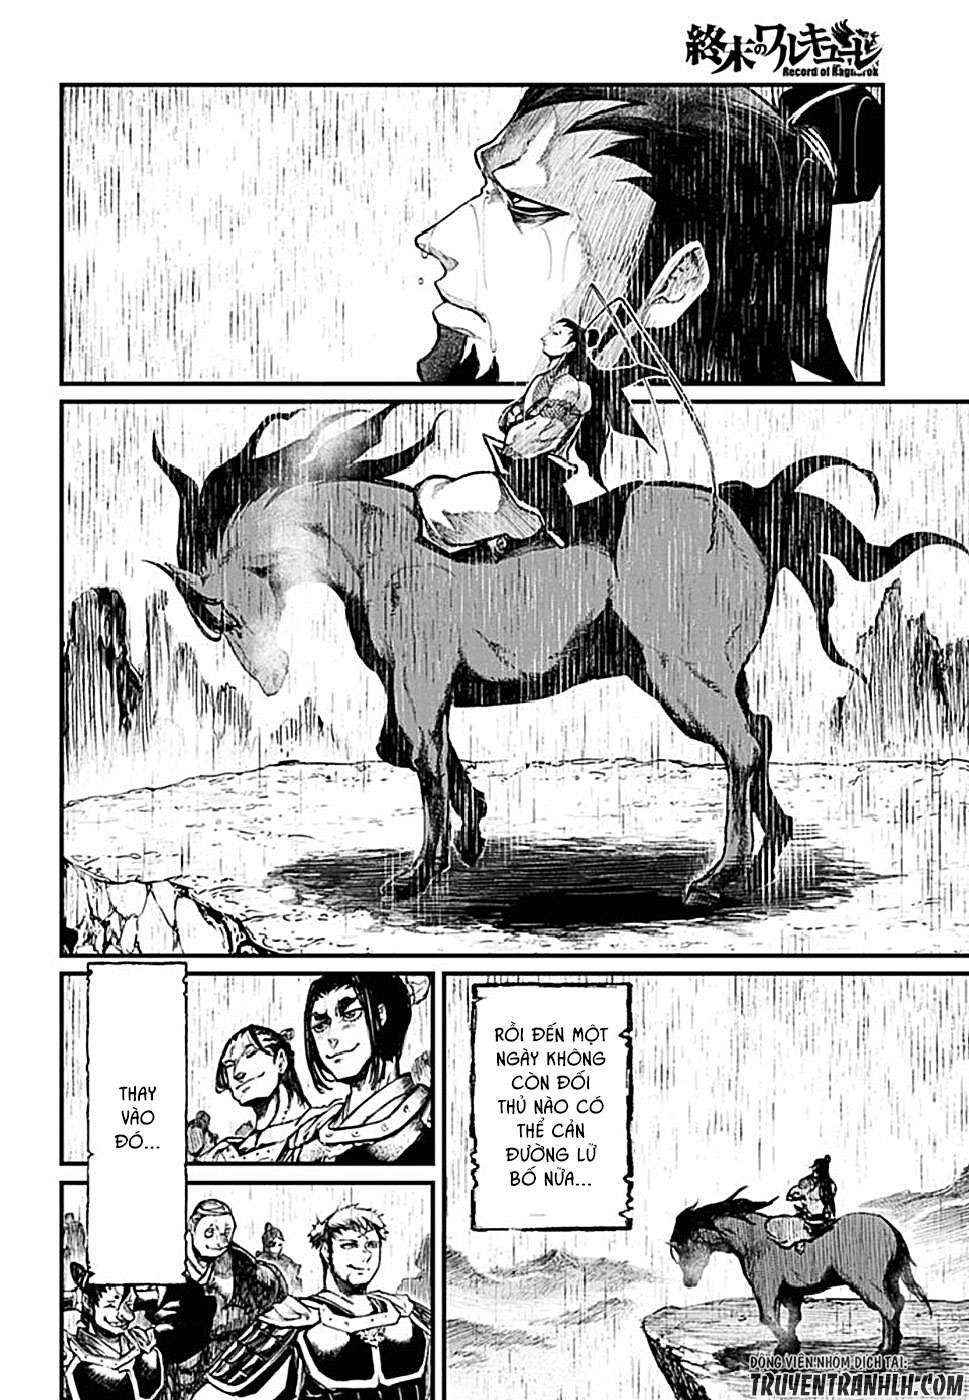 終末のワルキューレ
Record of Ragnarok
RỒI ĐẾN MỘT
NGÀY KHÔNG
CÒN ĐỐI
THỦ NÀO CÓ
THỂ CẢN
ĐƯỜNG LỮ
BỐ NỮA...
THAY
VÀO
ĐÓ...
ĐỘNG VIÊN NHÓM DỊCH TẠI:
TRUYENTRANHLH.COM